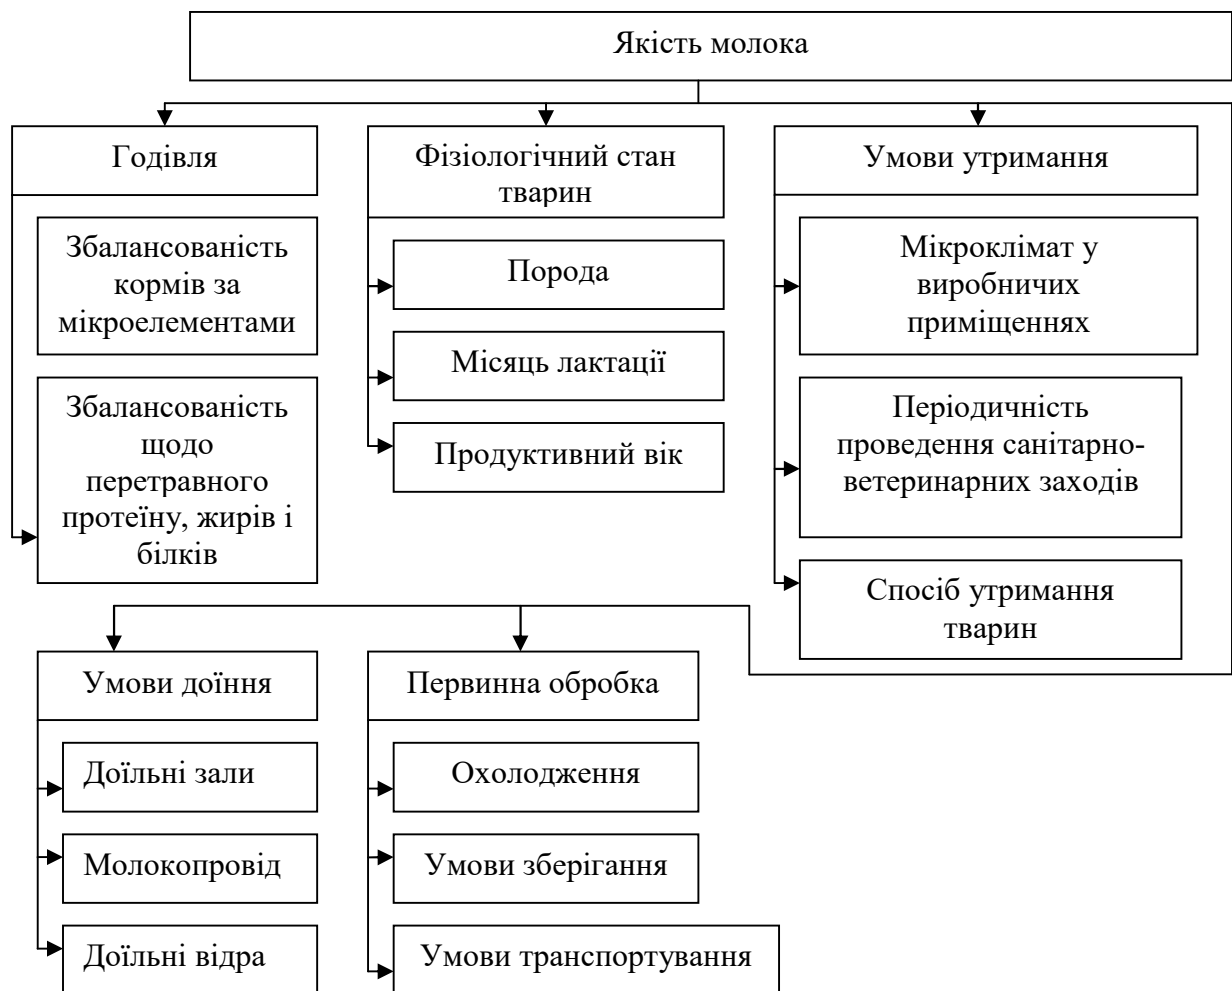 Якість молока
Годівля
Збалансованість
кормів за
мікроелементами
Збалансованість
щодо
перетравного
протеїну, жирів і
білків
Фізіологічний стан
тварин
Порода
Місяць лактації
Продуктивний вік
Умови утримання
Мікроклімат у
виробничих
приміщеннях
Періодичність
проведення санітарно-
ветеринарних заходів
Спосіб утримання
тварин
Умови доїння
Доїльні зали
Молокопровід
Доїльні відра
Первинна обробка
Охолодження
Умови зберігання
Умови транспортування